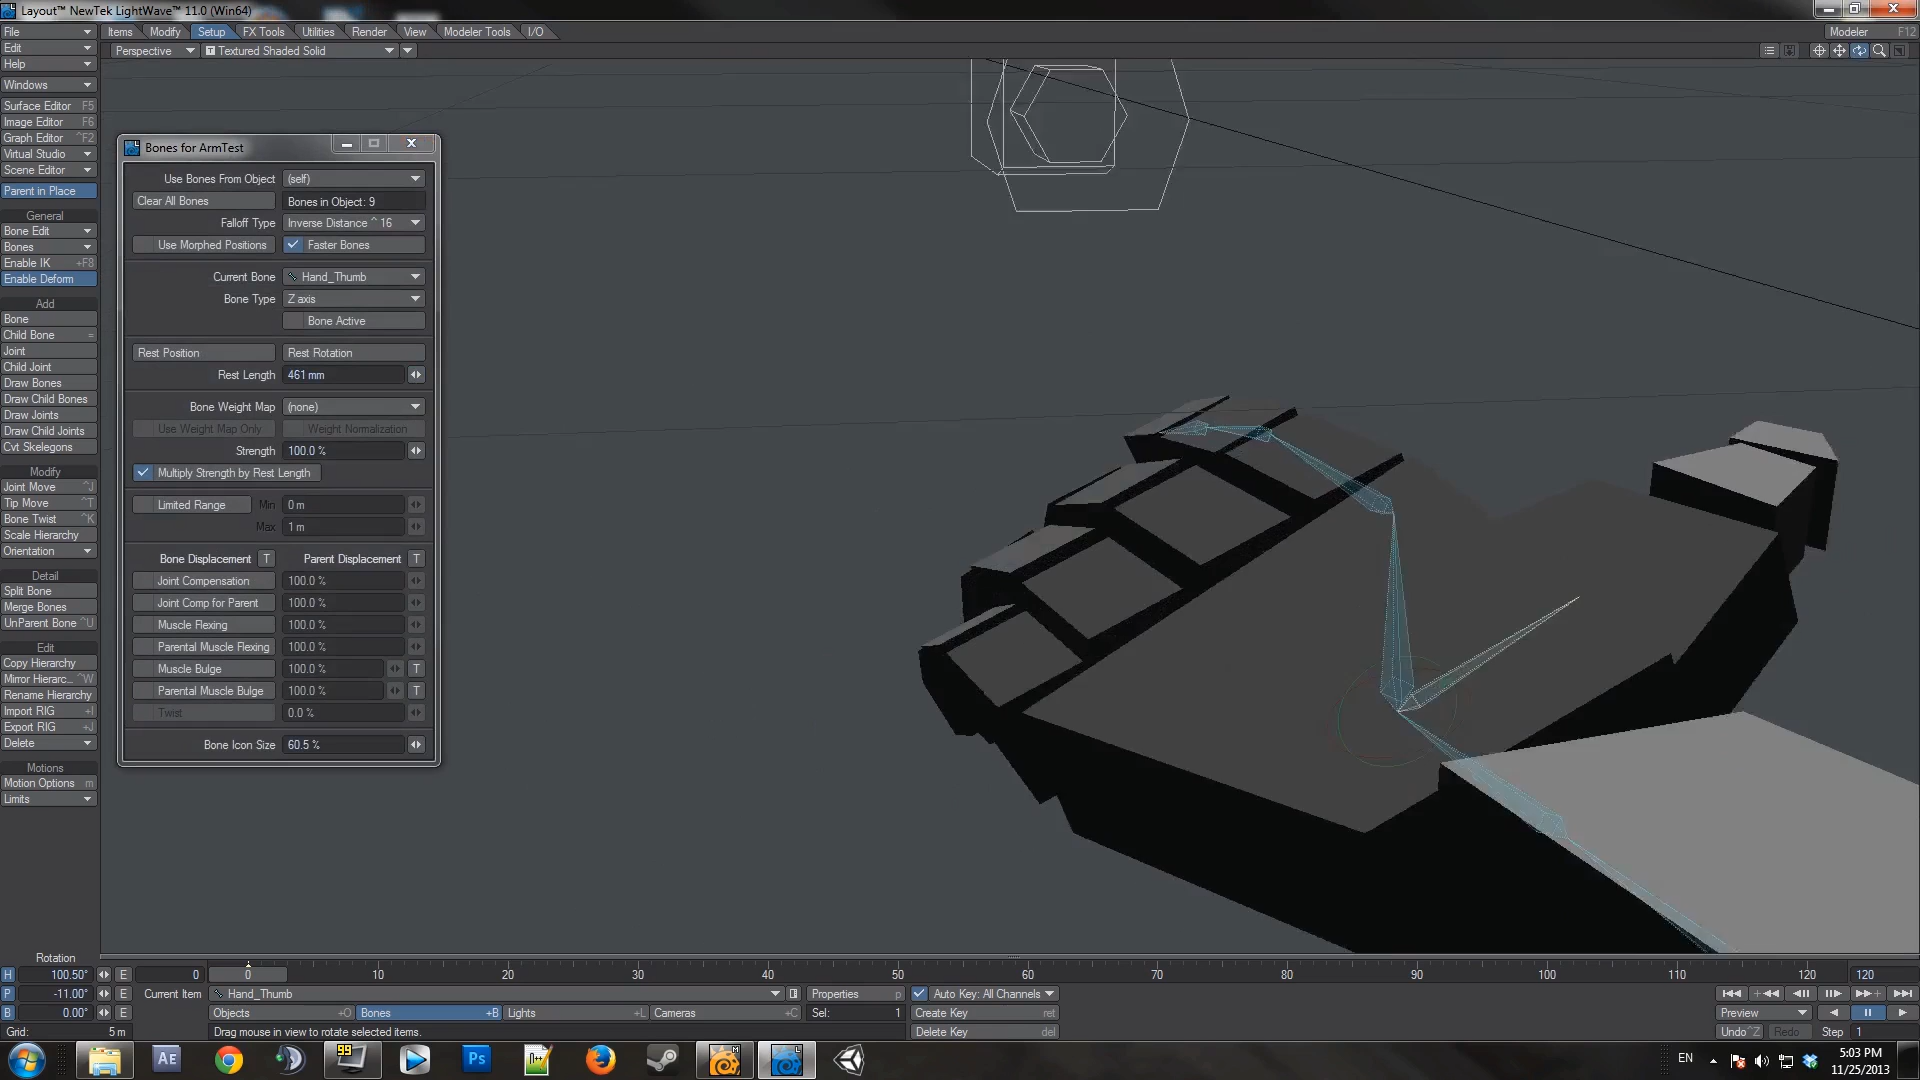 Layout™ NewTek LightWave™ 11.0 (Win64)
File Items Modify Setup FX Tools Utilities Render View Modeler Tools I/O Modeler F12
Edit Perspective Textured Shaded Solid
Help
Windows
Surface Editor F5
Image Editor F6
Graph Editor ^F2
Virtual Studio
Scene Editor
Parent in Place
General
Bone Edit
Bones
Enable IK +F8
Enable Deform
Add
Bone
Child Bone =
Joint
Child Joint
Draw Bones
Draw Child Bones
Draw Joints
Draw Child Joints
Cvt Skelegons
Modify
Joint Move ^J
Tip Move ^T
Bone Twist ^K
Scale Hierarchy
Orientation
Detail
Split Bone
Merge Bones
UnParent Bone ^U
Edit
Copy Hierarchy
Mirror Hierarc... ^W
Rename Hierarchy
Import RIG +I
Export RIG +J
Delete
Motions
Motion Options m
Limits
Bones for ArmTest
Use Bones From Object (self)
Clear All Bones Bones in Object: 9
Falloff Type Inverse Distance ^ 16
Use Morphed Positions Faster Bones
Current Bone Hand_Thumb
Bone Type Z axis
Bone Active
Rest Position Rest Rotation
Rest Length 461 mm
Bone Weight Map (none)
Use Weight Map Only Weight Normalization
Strength 100.0 %
Multiply Strength by Rest Length
Limited Range Min 0 m
Max 1 m
Bone Displacement T Parent Displacement T
Joint Compensation 100.0 %
Joint Comp for Parent 100.0 %
Muscle Flexing 100.0 %
Parental Muscle Flexing 100.0 %
Muscle Bulge 100.0 % T
Parental Muscle Bulge 100.0 % T
Twist 0.0 %
Bone Icon Size 60.5 %
Rotation
H 100.50° E 0 0 10 20 30 40 50 60 70 80 90 100 110 120 120
P -11.00° E Current Item Hand_Thumb Properties p Auto Key: All Channels
B 0.00° E Objects +O Bones +B Lights +L Cameras +C Sel: 1 Create Key ret Preview
Grid: 5 m Drag mouse in view to rotate selected items. Delete Key del Undo ^Z Redo Step 1
AE 99 Ps n++ M L EN 5:03 PM
11/25/2013